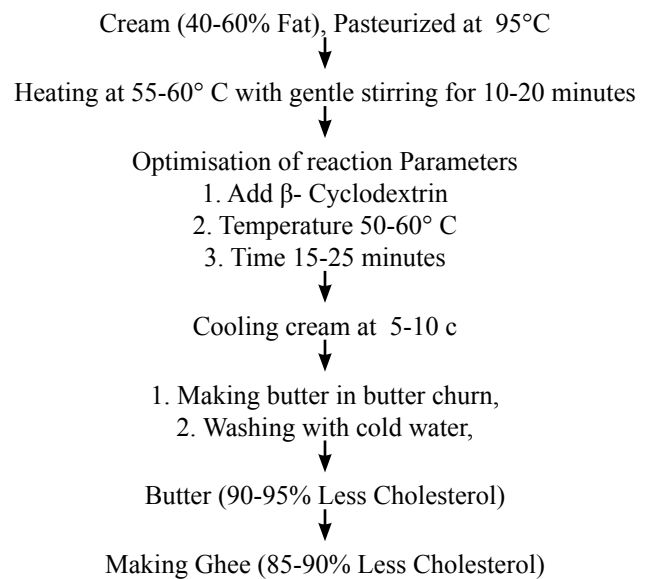 Cream (40-60% Fat), Pasteurized at 95°C
Heating at 55-60° C with gentle stirring for 10-20 minutes
Optimisation of reaction Parameters
1. Add β- Cyclodextrin
2. Temperature 50-60° C
3. Time 15-25 minutes
Cooling cream at 5-10 c
1. Making butter in butter churn,
2. Washing with cold water,
Butter (90-95% Less Cholesterol)
Making Ghee (85-90% Less Cholesterol)